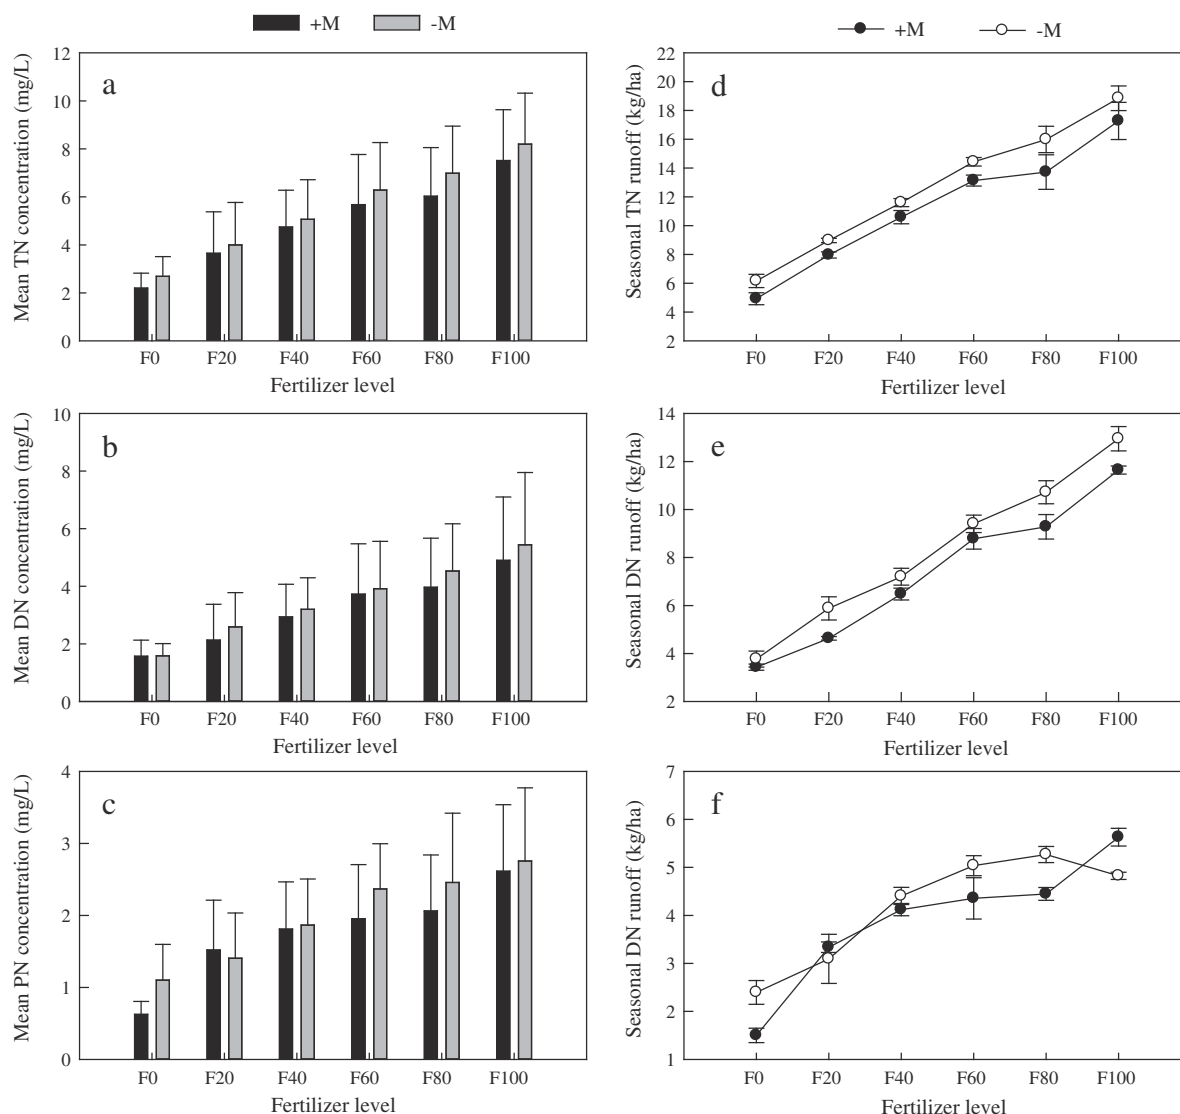 +M -M
+M -M
a
Mean TN concentration (mg/L)
12
10
8
6
4
2
0
F0 F20 F40 F60 F80 F100
Fertilizer level
d
Seasonal TN runoff (kg/ha)
22
20
18
16
14
12
10
8
6
4
2
F0 F20 F40 F60 F80 F100
Fertilizer level
b
Mean DN concentration (mg/L)
10
8
6
4
2
0
F0 F20 F40 F60 F80 F100
Fertilizer level
e
Seasonal DN runoff (kg/ha)
14
12
10
8
6
4
2
F0 F20 F40 F60 F80 F100
Fertilizer level
c
Mean PN concentration (mg/L)
4
3
2
1
0
F0 F20 F40 F60 F80 F100
Fertilizer level
f
Seasonal DN runoff (kg/ha)
7
6
5
4
3
2
1
F0 F20 F40 F60 F80 F100
Fertilizer level